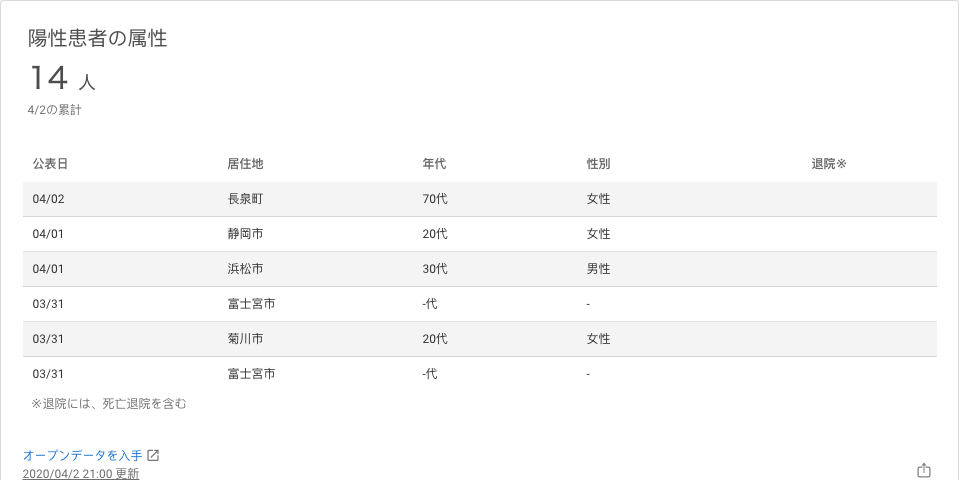 陽性患者の属性
14 人
4/2の累計
公表日 居住地 年代 性別 退院※
04/02 長泉町 70代 女性
04/01 静岡市 20代 女性
04/01 浜松市 30代 男性
03/31 富士宮市 -代 -
03/31 菊川市 20代 女性
03/31 富士宮市 -代 -
※退院には、死亡退院を含む
オープンデータを入手
2020/04/2 21:00 更新